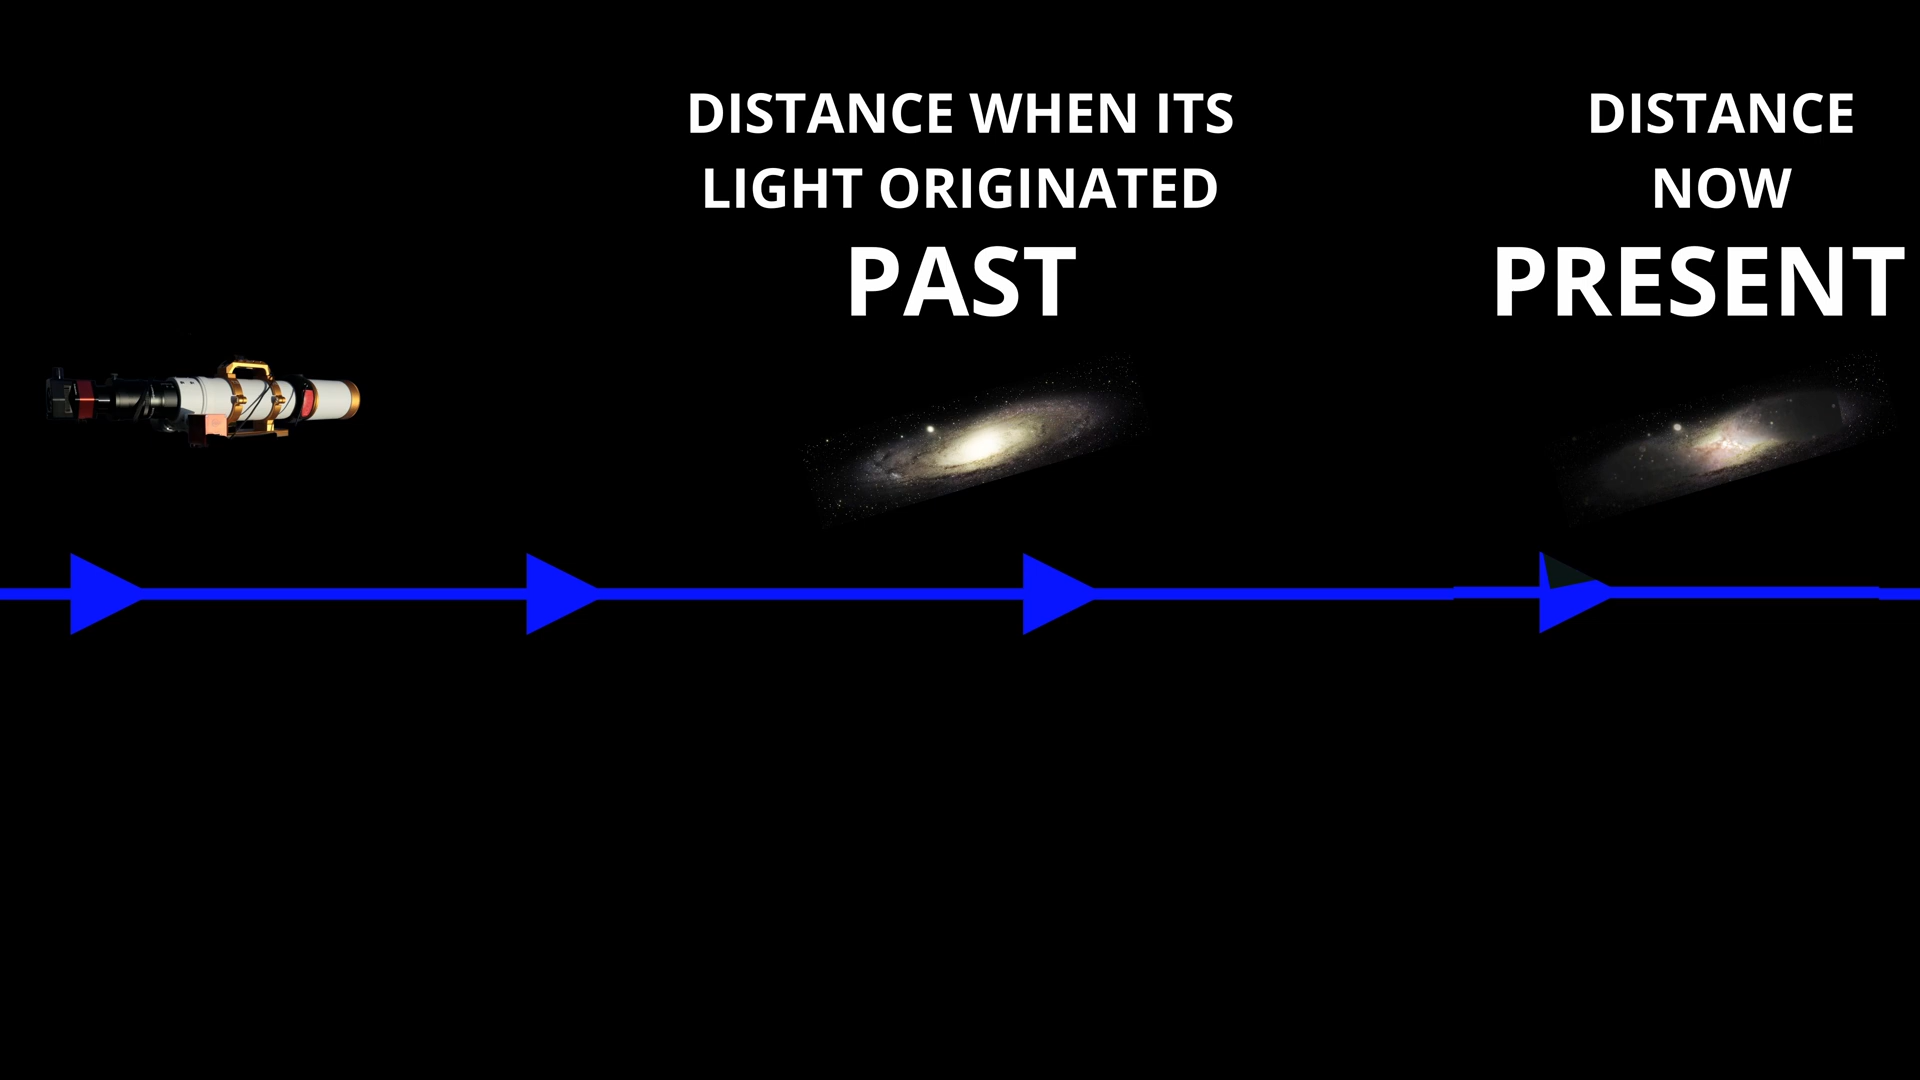 DISTANCE WHEN ITS
LIGHT ORIGINATED
PAST
DISTANCE
NOW
PRESENT